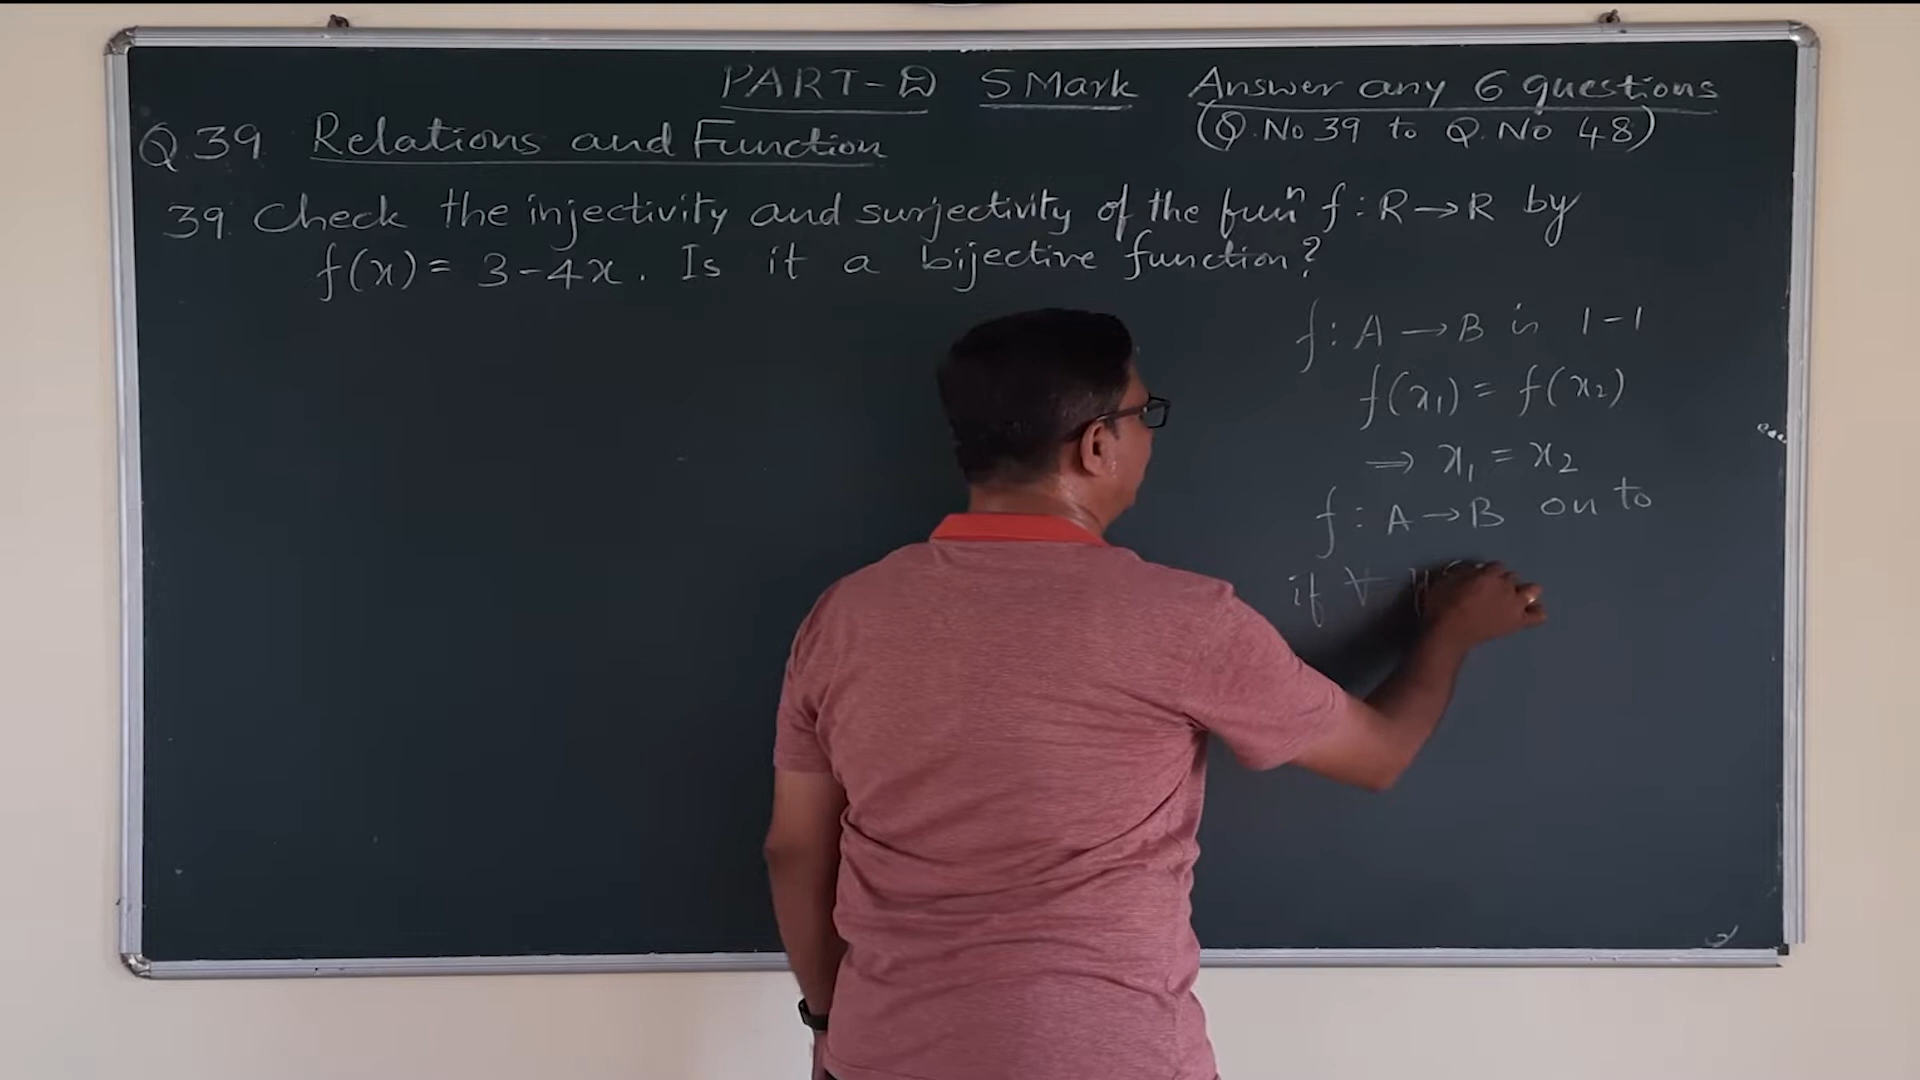 PART-D 5 Mark Answer any 6 questions
(Q. No 39 to Q. No 48)
Q 39 Relations and Function
39. Check the injectivity and surjectivity of the funⁿ f : R → R by
f(x) = 3-4x. Is it a bijective function?
f : A → B is 1-1
f(x₁) = f(x₂)
⇒ x₁ = x₂
f : A → B on to
if ∀ y